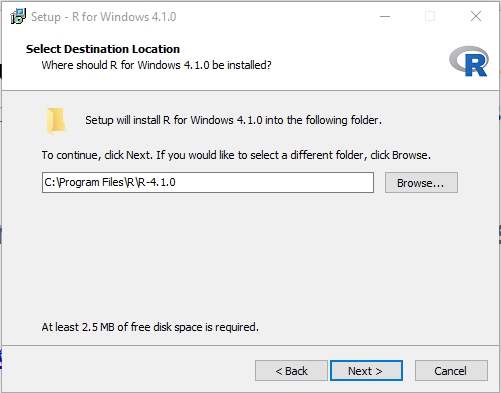 Setup - R for Windows 4.1.0
Select Destination Location
Where should R for Windows 4.1.0 be installed?
R
Setup will install R for Windows 4.1.0 into the following folder.
To continue, click Next. If you would like to select a different folder, click Browse.
C:\Program Files\R\R-4.1.0
Browse...
At least 2.5 MB of free disk space is required.
< Back
Next >
Cancel